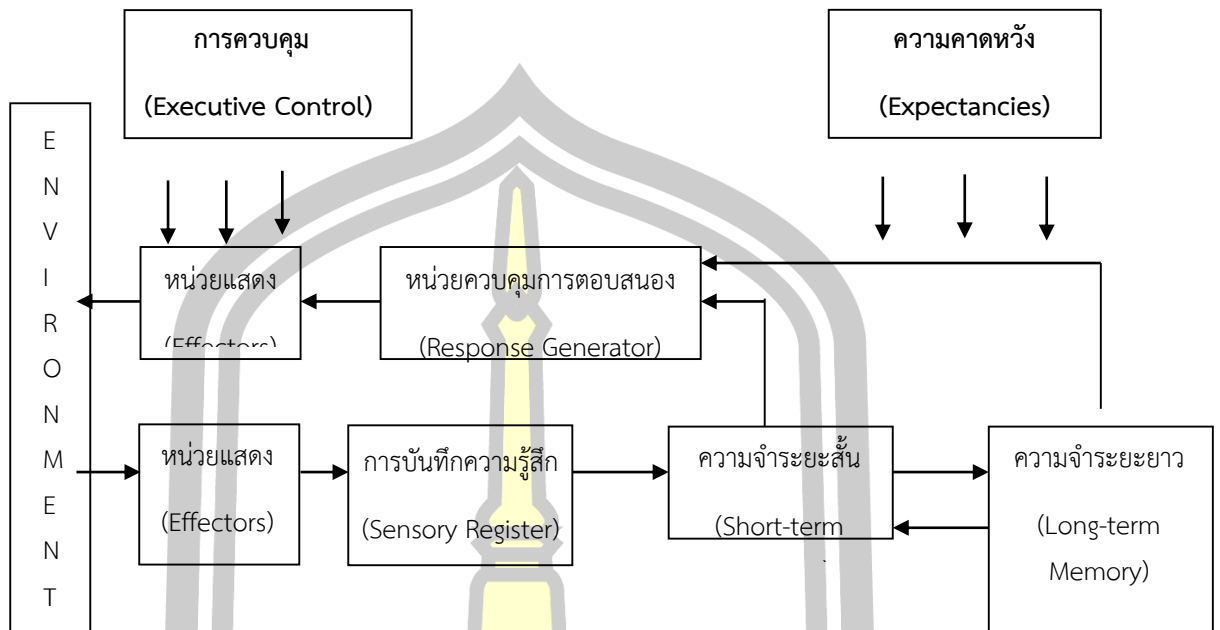 การควบคุม
(Executive Control)
ความคาดหวัง
(Expectancies)
ENVIRONMENT
หน่วยแสดง
(Effectors)
หน่วยควบคุมการตอบสนอง
(Response Generator)
หน่วยแสดง
(Effectors)
การบันทึกความรู้สึก
(Sensory Register)
ความจำระยะสั้น
(Short-term
ความจำระยะยาว
(Long-term
Memory)